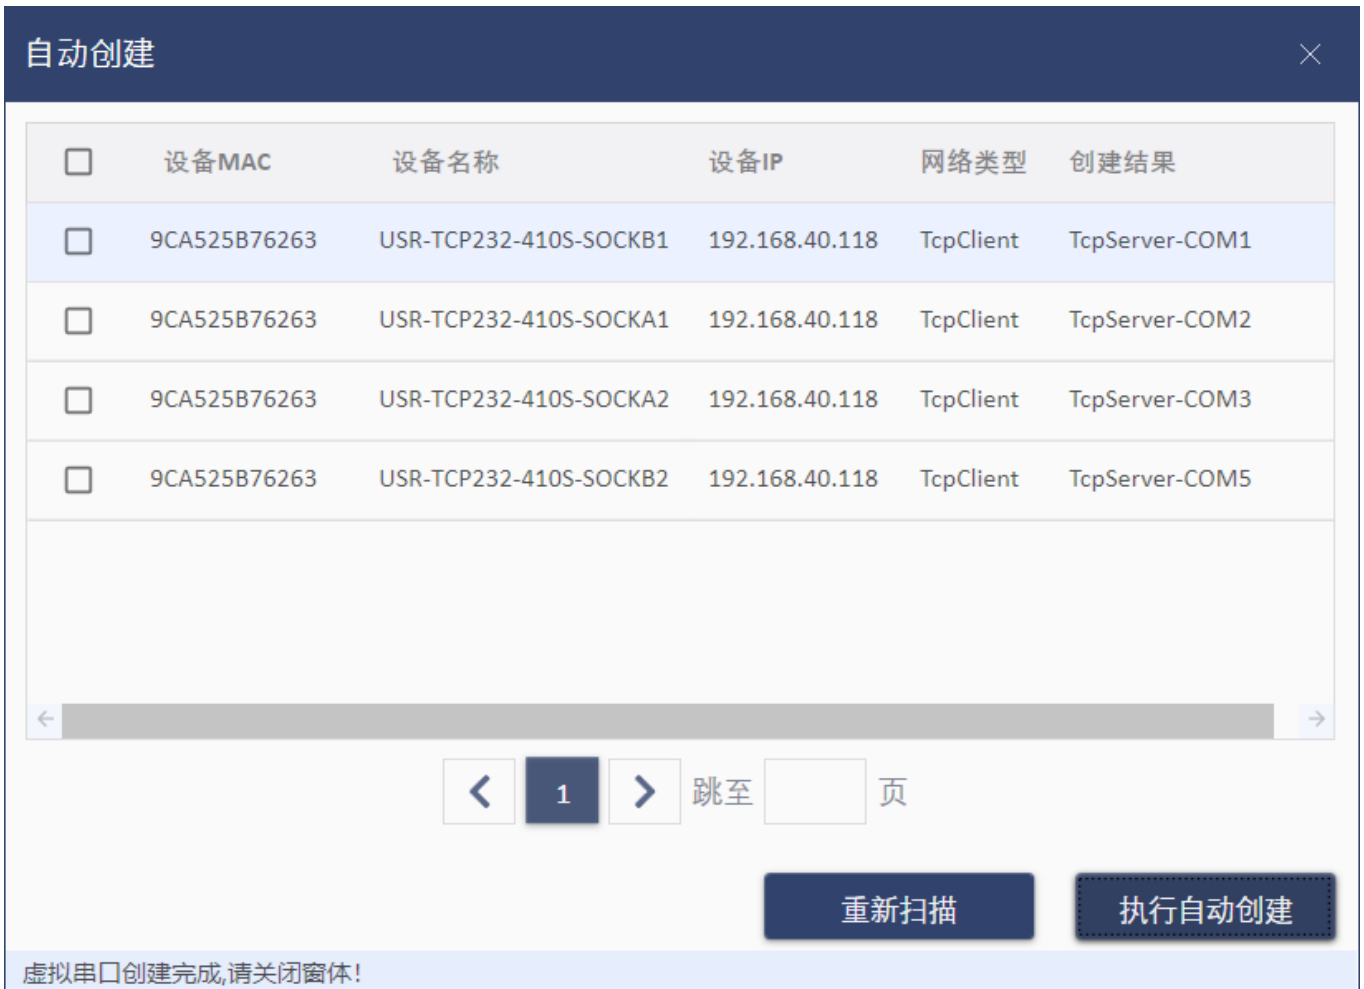 自动创建
设备MAC 设备名称 设备IP 网络类型 创建结果
9CA525B76263 USR-TCP232-410S-SOCKB1 192.168.40.118 TcpClient TcpServer-COM1
9CA525B76263 USR-TCP232-410S-SOCKA1 192.168.40.118 TcpClient TcpServer-COM2
9CA525B76263 USR-TCP232-410S-SOCKA2 192.168.40.118 TcpClient TcpServer-COM3
9CA525B76263 USR-TCP232-410S-SOCKB2 192.168.40.118 TcpClient TcpServer-COM5
1 跳至 页
重新扫描 执行自动创建
虚拟串口创建完成,请关闭窗体!